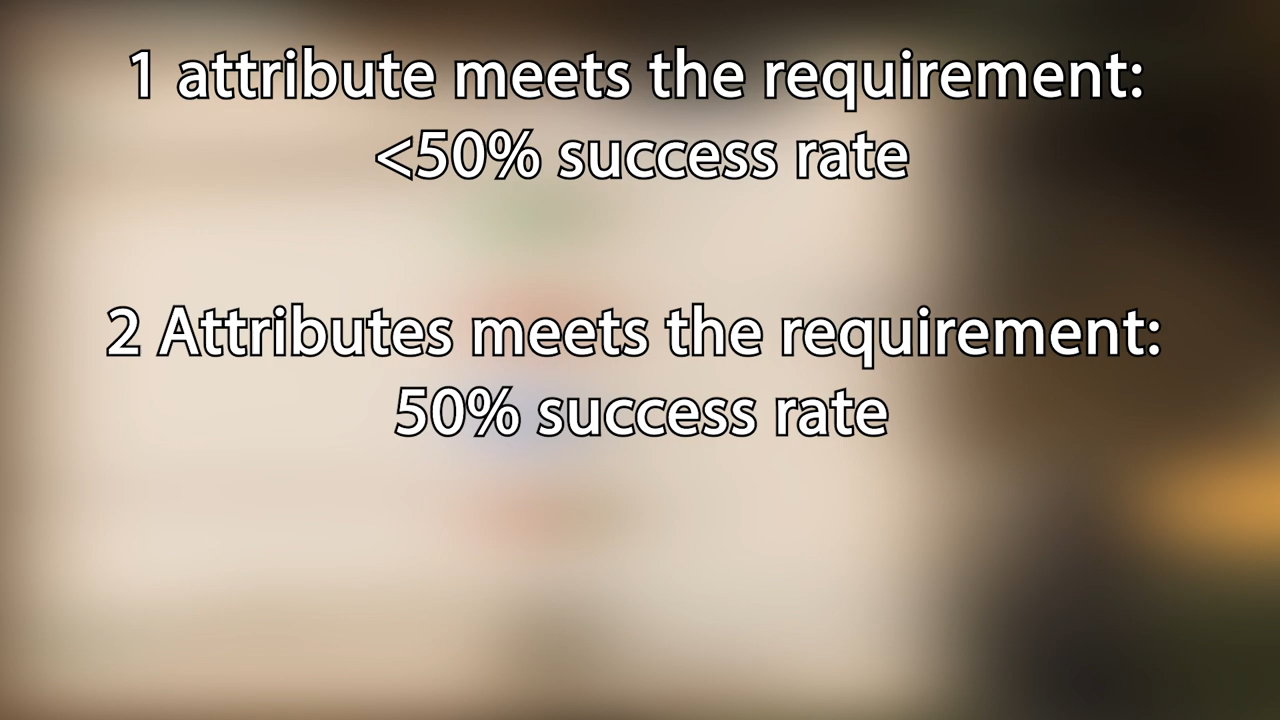 1 attribute meets the requirement:
<50% success rate
2 Attributes meets the requirement:
50% success rate